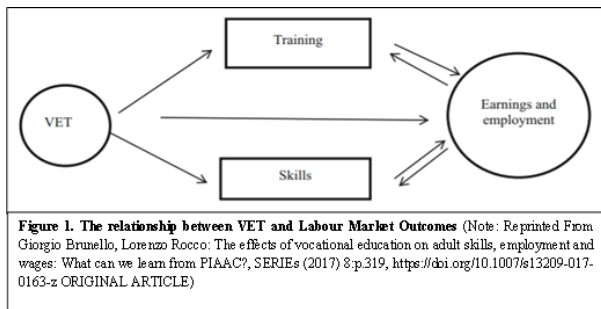 Training
VET
Earnings and
employment
Skills
Figure 1. The relationship between VET and Labour Market Outcomes (Note: Reprinted From
Giorgio Brunello, Lorenzo Rocco: The effects of vocational education on adult skills, employment and
wages: What can we learn from PIAAC?, SERIEs (2017) 8:p.319, https://doi.org/10.1007/s13209-017-
0163-z ORIGINAL ARTICLE)